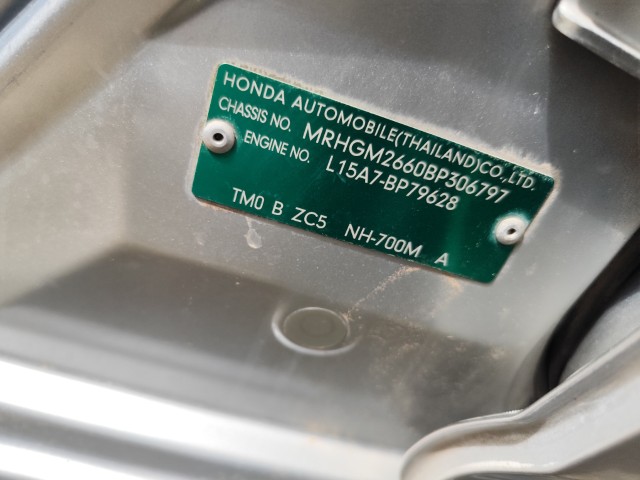 HONDA AUTOMOBILE(THAILAND)CO.,LTD.
CHASSIS NO. MRHGM2660BP306797
ENGINE NO. L15A7-BP79628
TM0 B ZC5 NH-700M A